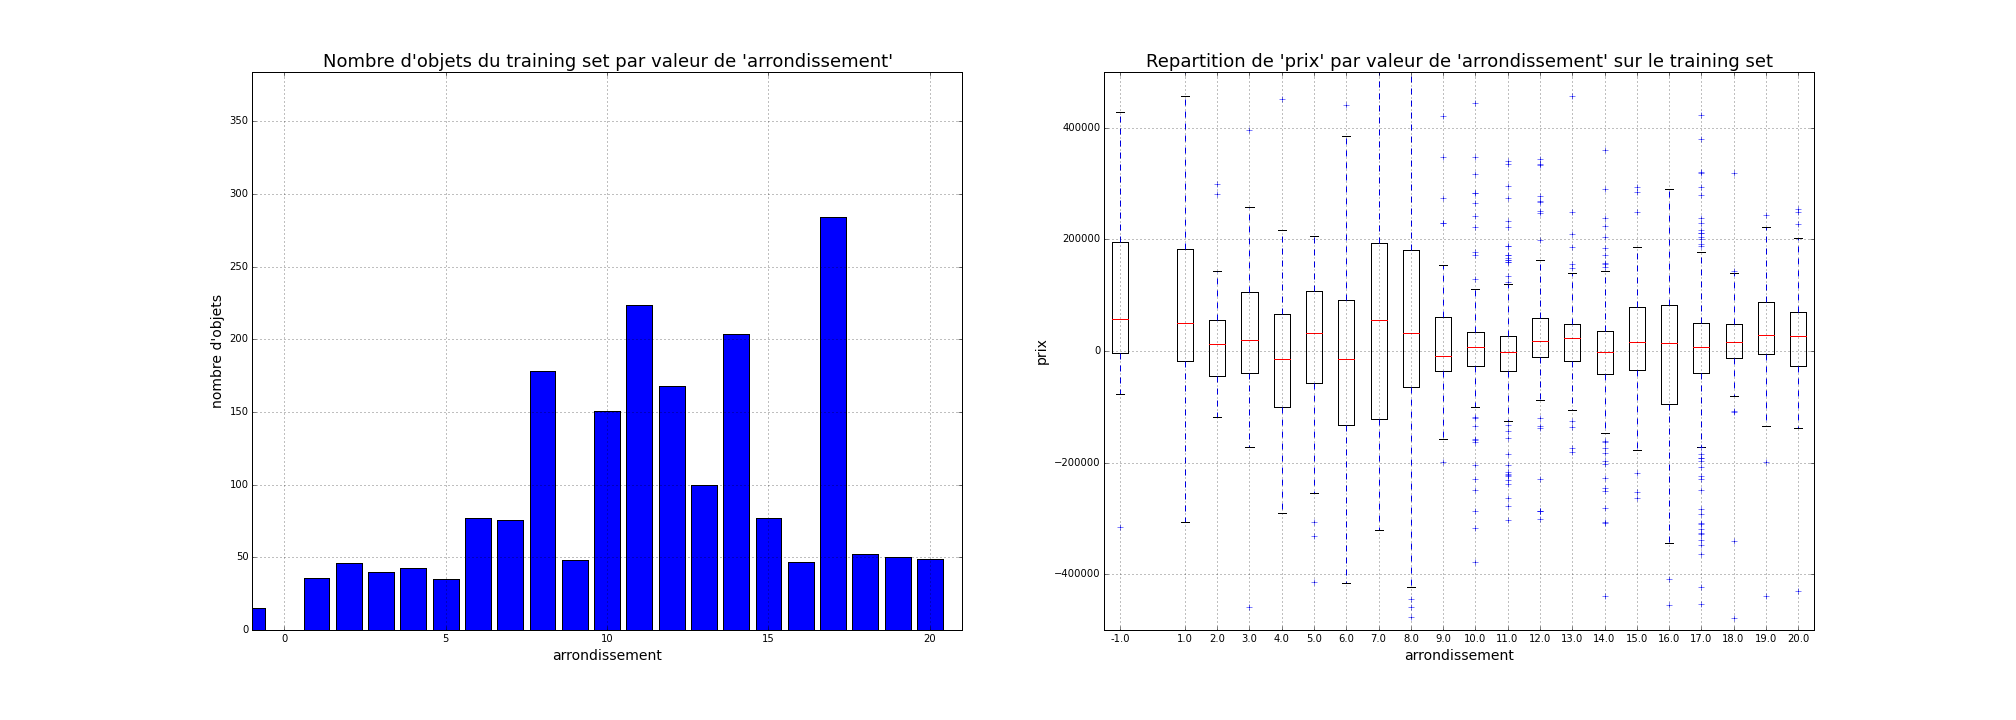 Nombre d'objets du training set par valeur de 'arrondissement'
350
300
250
200
150
100
50
0
nombre d'objets
0 5 10 15 20
arrondissement
Repartition de 'prix' par valeur de 'arrondissement' sur le training set
400000
200000
0
−200000
−400000
prix
-1.0 1.0 2.0 3.0 4.0 5.0 6.0 7.0 8.0 9.0 10.0 11.0 12.0 13.0 14.0 15.0 16.0 17.0 18.0 19.0 20.0
arrondissement